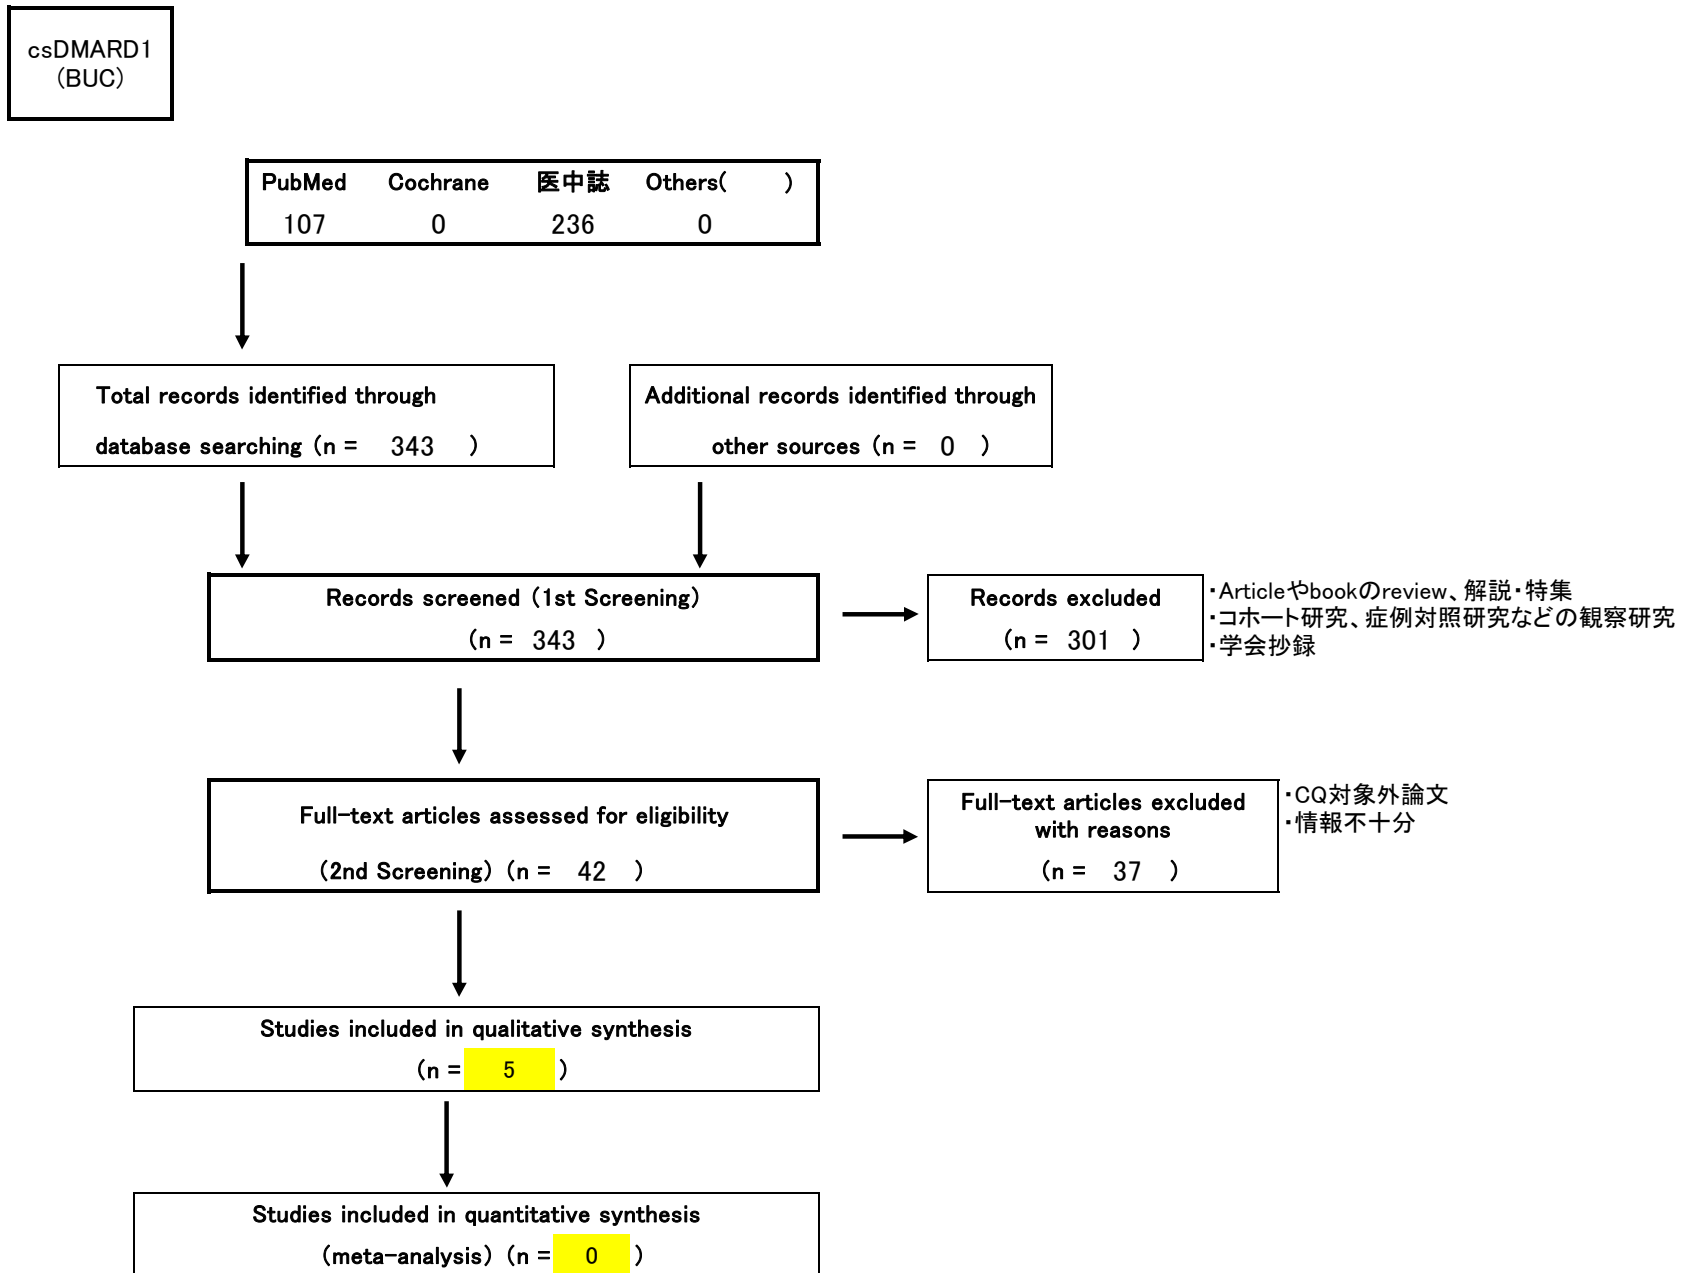 csDMARD1
(BUC)
PubMed Cochrane 医中誌 Others( )
107 0 236 0
Total records identified through
database searching (n = 343 )
Additional records identified through
other sources (n = 0 )
Records screened (1st Screening)
(n = 343 )
Records excluded
(n = 301 )
・Articleやbookのreview、解説・特集
・コホート研究、症例対照研究などの観察研究
・学会抄録
Full-text articles assessed for eligibility
(2nd Screening) (n = 42 )
Full-text articles excluded
with reasons
(n = 37 )
・CQ対象外論文
・情報不十分
Studies included in qualitative synthesis
(n = 5 )
Studies included in quantitative synthesis
(meta-analysis) (n = 0 )